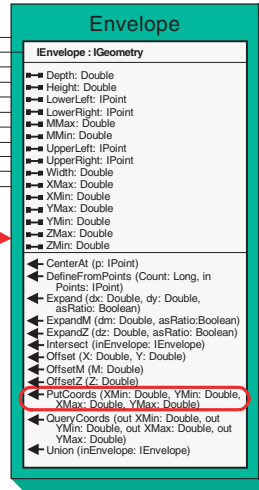 Envelope
IEnvelope : IGeometry
Depth: Double
Height: Double
LowerLeft: IPoint
LowerRight: IPoint
MMax: Double
MMin: Double
UpperLeft: IPoint
UpperRight: IPoint
Width: Double
XMax: Double
XMin: Double
YMax: Double
YMin: Double
ZMax: Double
ZMin: Double
CenterAt (p: IPoint)
DefineFromPoints (Count: Long, in
Points: IPoint)
Expand (dx: Double, dy: Double,
asRatio: Boolean)
ExpandM (dm: Double, asRatio:Boolean)
ExpandZ (dz: Double, asRatio: Boolean)
Intersect (inEnvelope: IEnvelope)
Offset (X: Double, Y: Double)
OffsetM (M: Double)
OffsetZ (Z: Double)
PutCoords (XMin: Double, YMin: Double,
XMax: Double, YMax: Double)
QueryCoords (out XMin: Double, out
YMin: Double, out XMax: Double, out
YMax: Double)
Union (inEnvelope: IEnvelope)